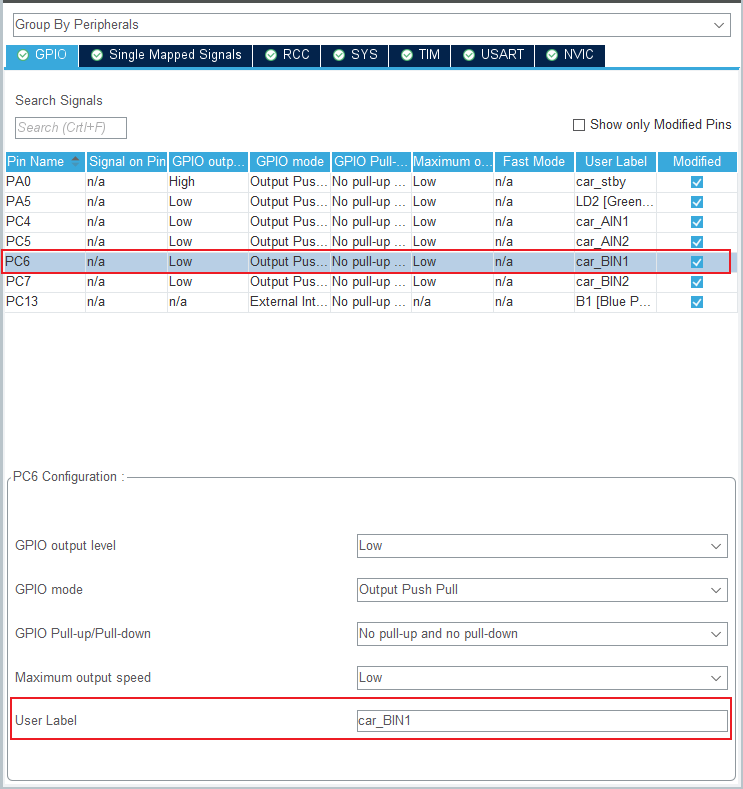 Group By Peripherals
GPIO Single Mapped Signals RCC SYS TIM USART NVIC
Search Signals
Search (Crtl+F)
Show only Modified Pins
Pin Name Signal on Pin GPIO outp... GPIO mode GPIO Pull-... Maximum o... Fast Mode User Label Modified
PA0 n/a High Output Pus... No pull-up ... Low n/a car_stby
PA5 n/a Low Output Pus... No pull-up ... Low n/a LD2 [Green...
PC4 n/a Low Output Pus... No pull-up ... Low n/a car_AIN1
PC5 n/a Low Output Pus... No pull-up ... Low n/a car_AIN2
PC6 n/a Low Output Pus... No pull-up ... Low n/a car_BIN1
PC7 n/a Low Output Pus... No pull-up ... Low n/a car_BIN2
PC13 n/a n/a External Int... No pull-up ... n/a n/a B1 [Blue P...
PC6 Configuration :
GPIO output level Low
GPIO mode Output Push Pull
GPIO Pull-up/Pull-down No pull-up and no pull-down
Maximum output speed Low
User Label car_BIN1